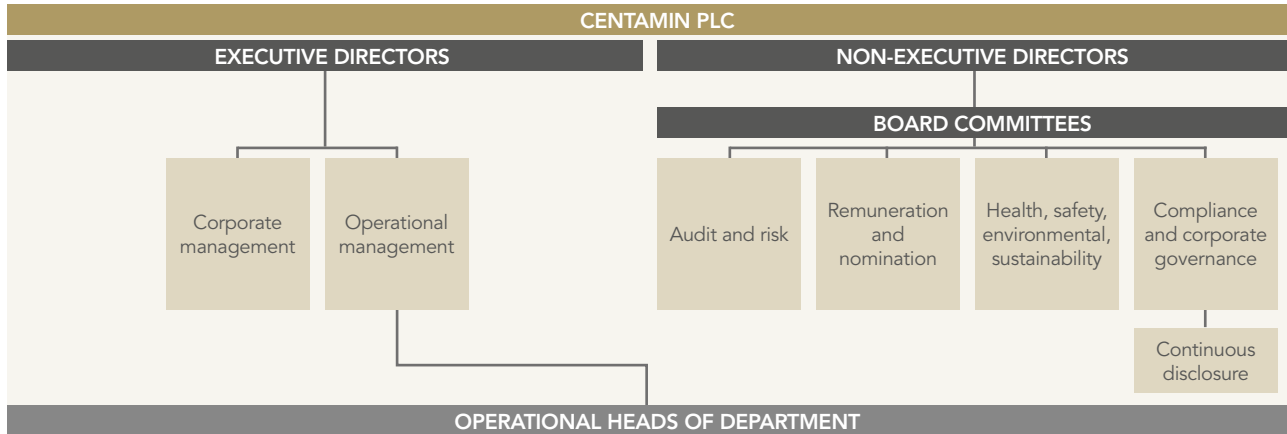 CENTAMIN PLC
EXECUTIVE DIRECTORS
NON-EXECUTIVE DIRECTORS
BOARD COMMITTEES
Corporate
management
Operational
management
Audit and risk
Remuneration
and
nomination
Health, safety,
environmental,
sustainability
Compliance
and corporate
governance
Continuous
disclosure
OPERATIONAL HEADS OF DEPARTMENT